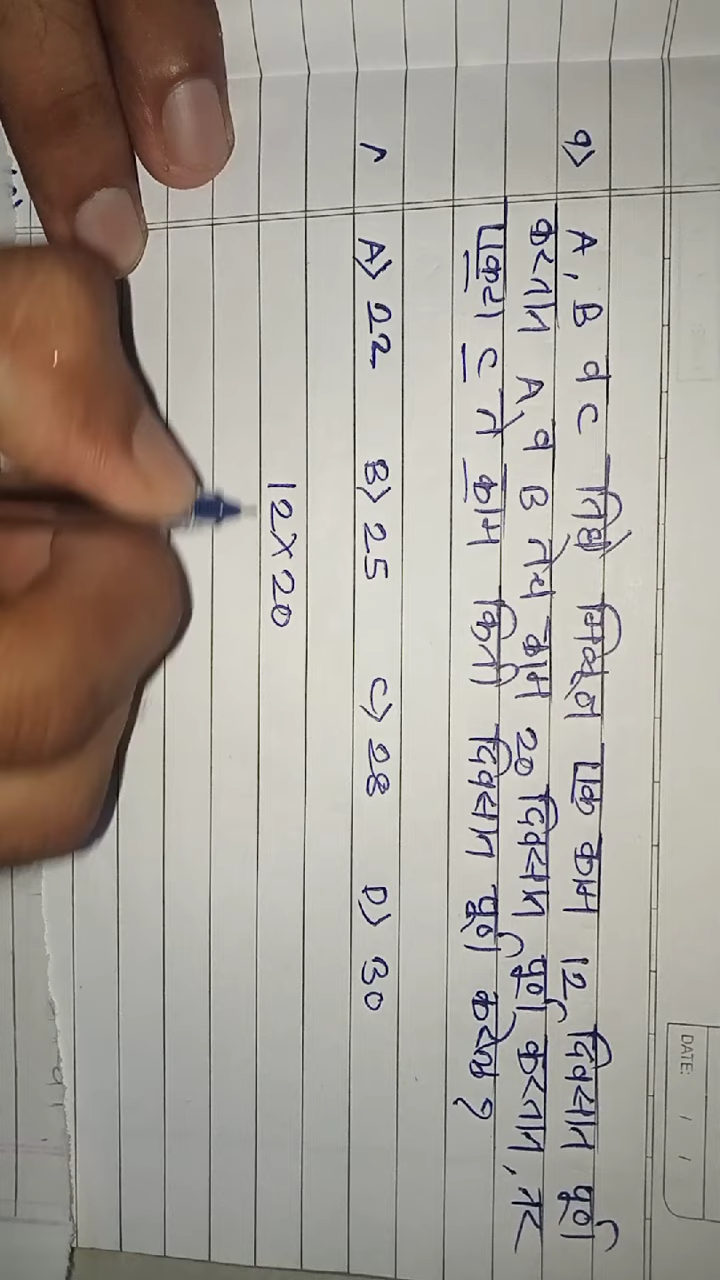 DATE: / /
9) A, B व C तिघे मिळून एक काम 12 दिवसात पूर्ण
करतात A, व B तेच काम 20 दिवसात पूर्ण करतात, तर
एकटा C ते काम किती दिवसात पूर्ण करेल ?
A) 22 B) 25 C) 28 D) 30
12 X 20